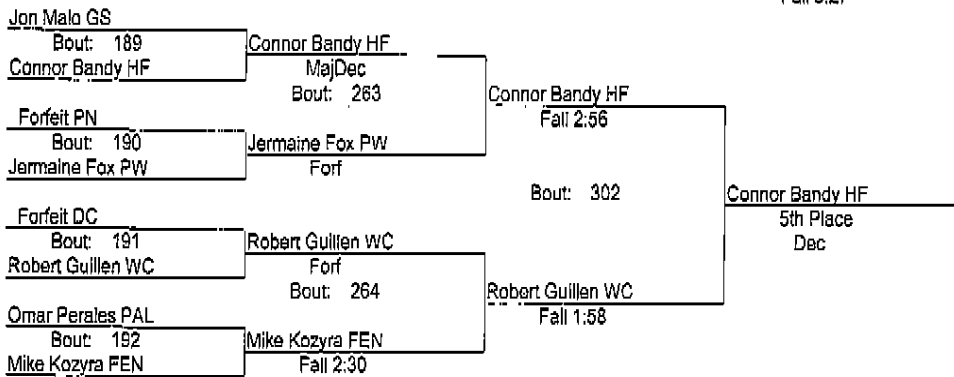 Jon Malo GS
Bout: 189
Connor Bandy HF
Connor Bandy HF
MajDec
Bout: 263
Forfeit PN
Bout: 190
Jermaine Fox PW
Jermaine Fox PW
Forf
Connor Bandy HF
Fall 2:56
Bout: 302
Forfeit DC
Bout: 191
Robert Guillen WC
Robert Guillen WC
Forf
Bout: 264
Omar Perales PAL
Bout: 192
Mike Kozyra FEN
Mike Kozyra FEN
Fall 2:30
Robert Guillen WC
Fall 1:58
Connor Bandy HF
5th Place
Dec